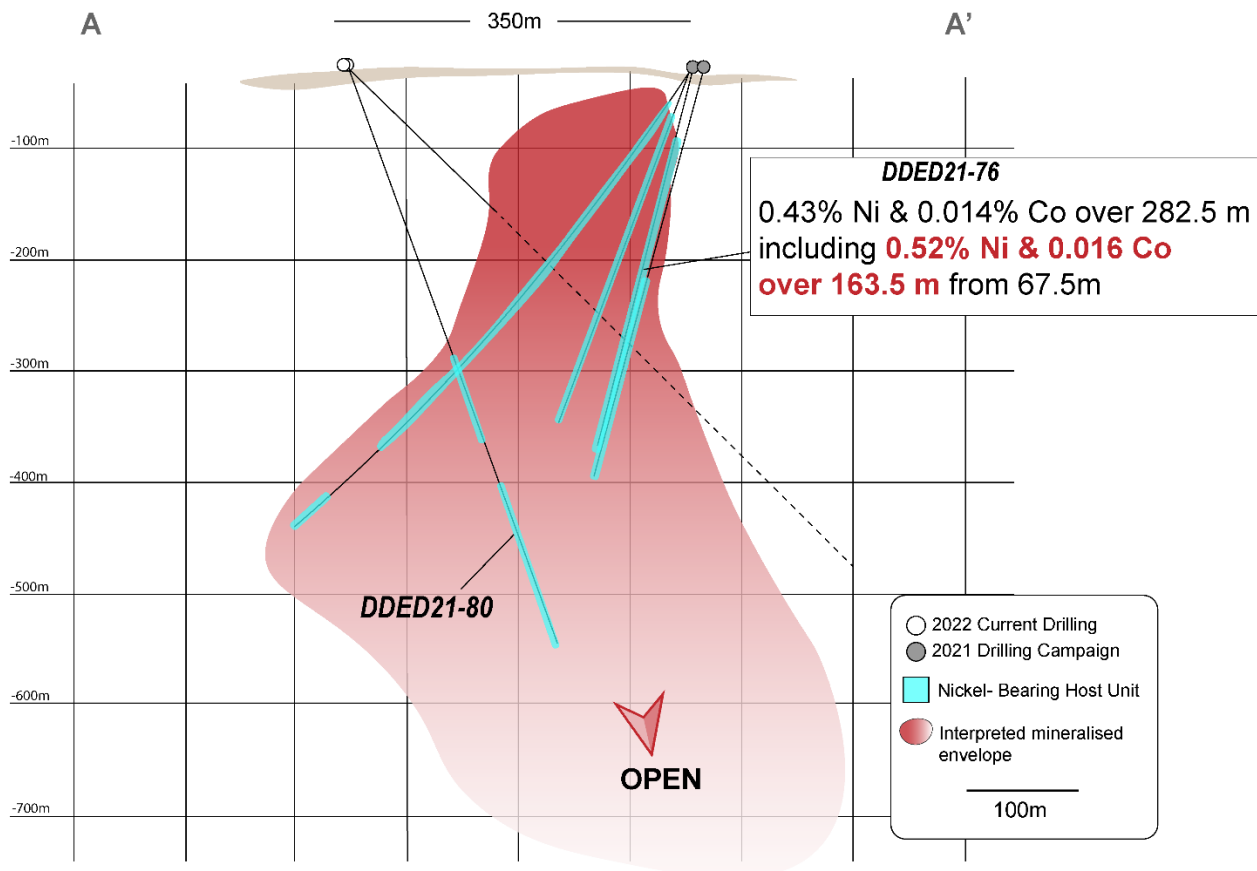 A
350m
A’
-100m
DDED21-76
0.43% Ni & 0.014% Co over 282.5 m
including 0.52% Ni & 0.016 Co
over 163.5 m from 67.5m
-200m
-300m
-400m
-500m
DDED21-80
-600m
OPEN
-700m
2022 Current Drilling
2021 Drilling Campaign
Nickel- Bearing Host Unit
Interpreted mineralised
envelope
100m